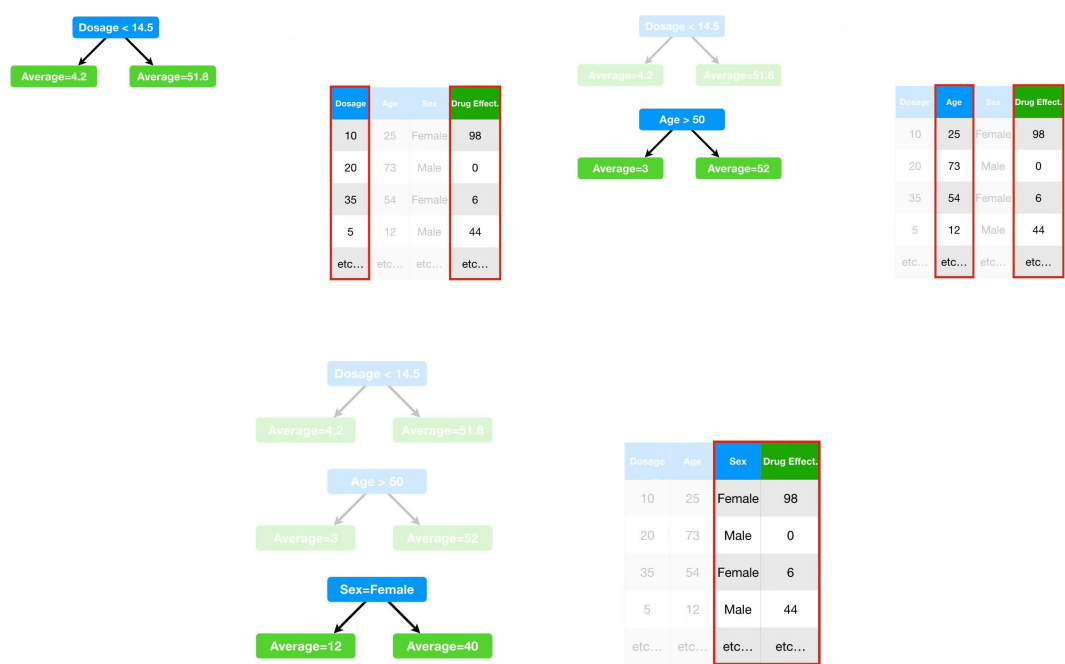 Dosage < 14.5
Average=4.2 Average=51.8
Dosage Age Sex Drug Effect.
10 25 Female 98
20 73 Male 0
35 54 Female 6
5 12 Male 44
etc... etc... etc... etc...
Dosage < 14.5
Average=4.2 Average=51.8
Age > 50
Average=3 Average=52
Dosage Age Sex Drug Effect.
10 25 Female 98
20 73 Male 0
35 54 Female 6
5 12 Male 44
etc... etc... etc... etc...
Dosage < 14.5
Average=4.2 Average=51.8
Age > 50
Average=3 Average=52
Sex=Female
Average=12 Average=40
Dosage Age Sex Drug Effect.
10 25 Female 98
20 73 Male 0
35 54 Female 6
5 12 Male 44
etc... etc... etc... etc...